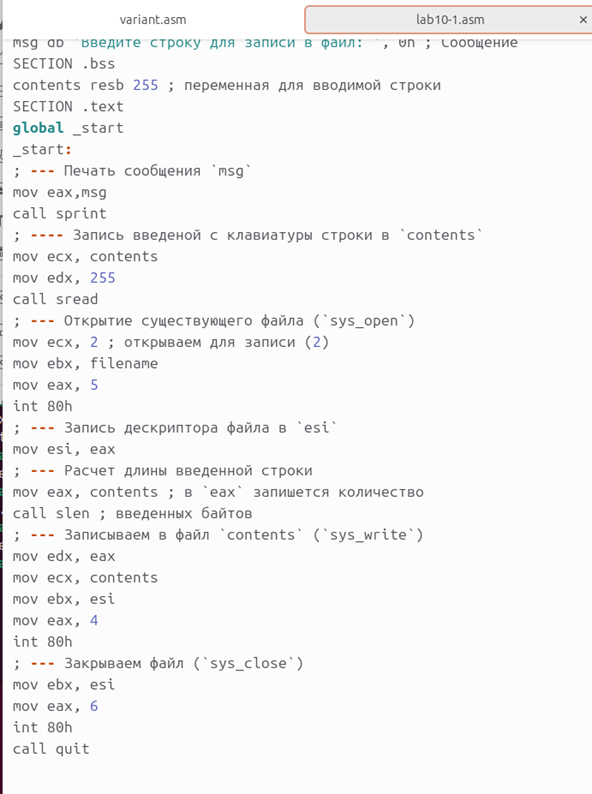 variant.asm
lab10-1.asm ×
msg db 'Введите строку для записи в файл: ', 0h ; Сообщение
SECTION .bss
contents resb 255 ; переменная для вводимой строки
SECTION .text
global _start
_start:
; --- Печать сообщения `msg`
mov eax,msg
call sprint
; ---- Запись введеной с клавиатуры строки в `contents`
mov ecx, contents
mov edx, 255
call sread
; --- Открытие существующего файла (`sys_open`)
mov ecx, 2 ; открываем для записи (2)
mov ebx, filename
mov eax, 5
int 80h
; --- Запись дескриптора файла в `esi`
mov esi, eax
; --- Расчет длины введенной строки
mov eax, contents ; в `eax` запишется количество
call slen ; введенных байтов
; --- Записываем в файл `contents` (`sys_write`)
mov edx, eax
mov ecx, contents
mov ebx, esi
mov eax, 4
int 80h
; --- Закрываем файл (`sys_close`)
mov ebx, esi
mov eax, 6
int 80h
call quit